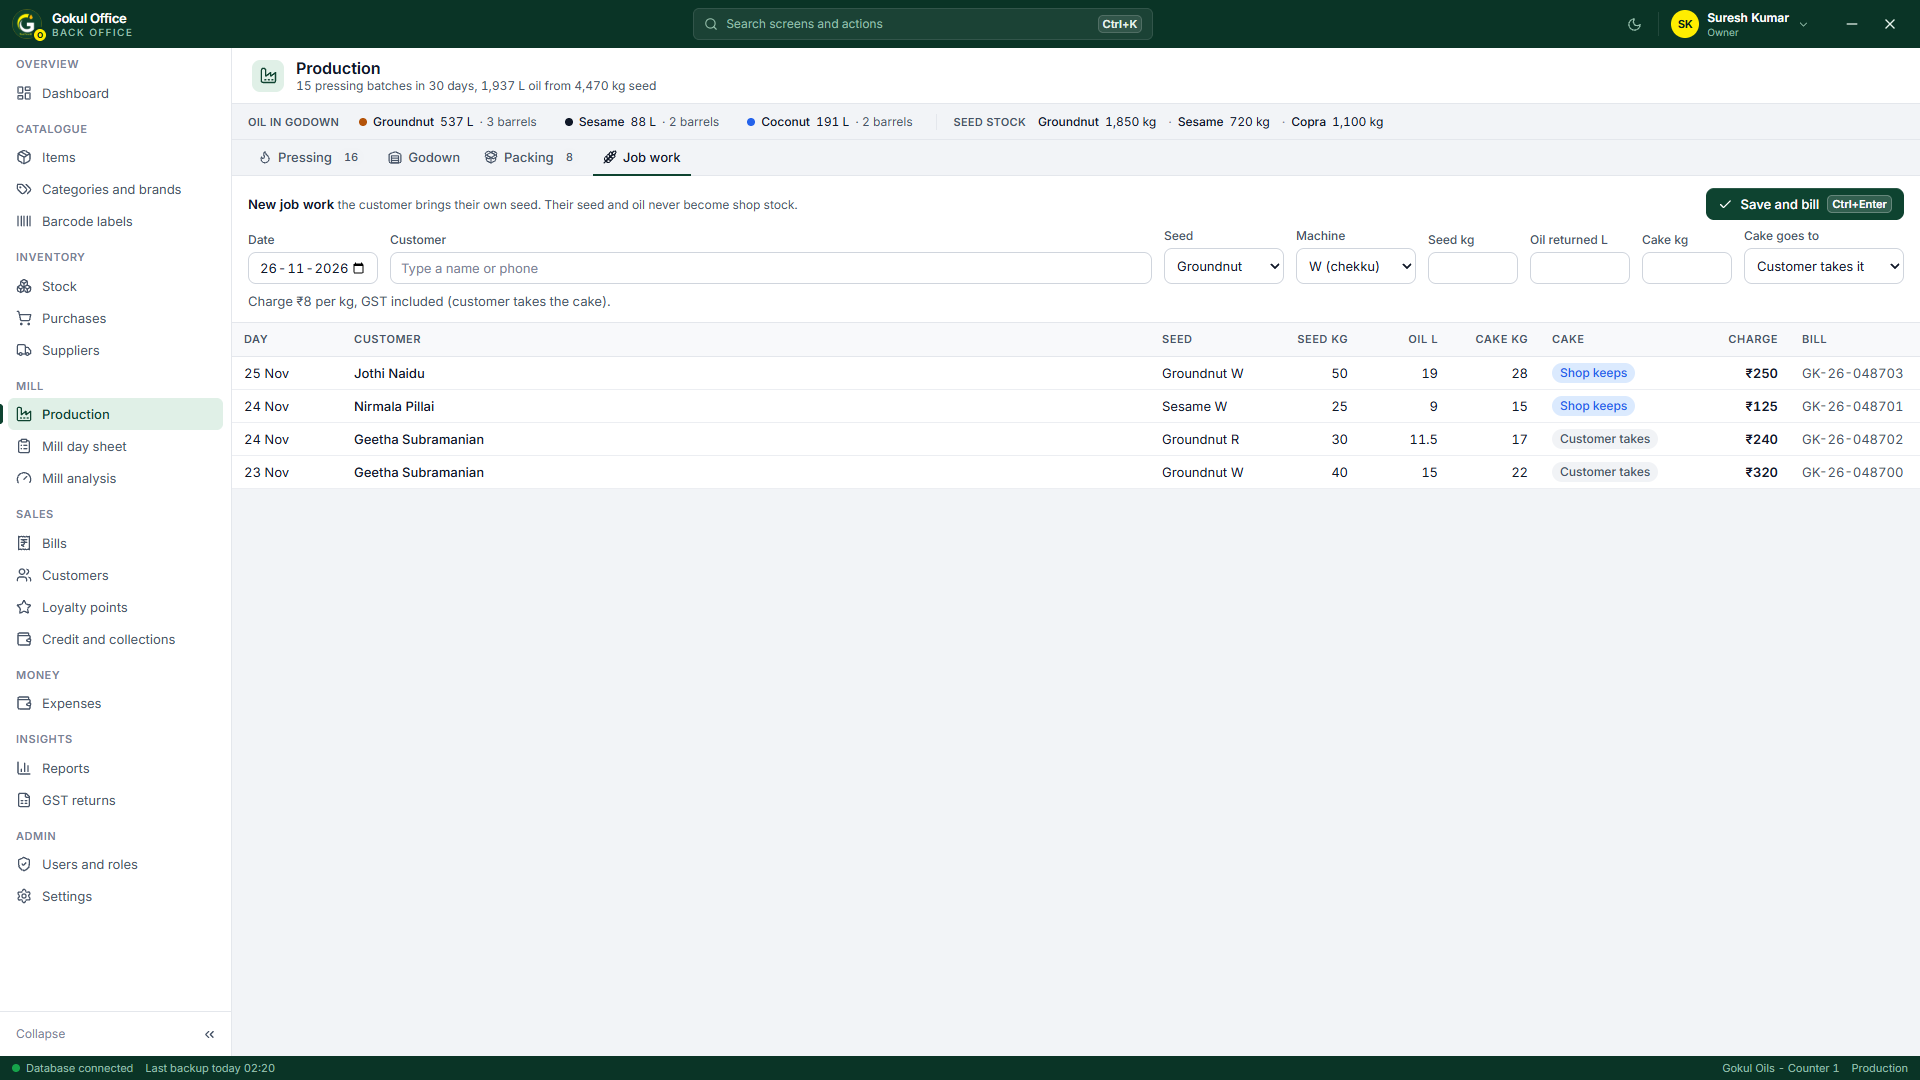 Gokul Office
BACK OFFICE
Search screens and actions
Ctrl+K
SK
Suresh Kumar
Owner
OVERVIEW
Dashboard
CATALOGUE
Items
Categories and brands
Barcode labels
INVENTORY
Stock
Purchases
Suppliers
MILL
Production
Mill day sheet
Mill analysis
SALES
Bills
Customers
Loyalty points
Credit and collections
MONEY
Expenses
INSIGHTS
Reports
GST returns
ADMIN
Users and roles
Settings
Collapse
Production
15 pressing batches in 30 days, 1,937 L oil from 4,470 kg seed
OIL IN GODOWN Groundnut 537 L · 3 barrels Sesame 88 L · 2 barrels Coconut 191 L · 2 barrels SEED STOCK Groundnut 1,850 kg · Sesame 720 kg · Copra 1,100 kg
Pressing 16 Godown Packing 8 Job work
New job work the customer brings their own seed. Their seed and oil never become shop stock.
Save and bill Ctrl+Enter
Date Customer Seed Machine Seed kg Oil returned L Cake kg Cake goes to
26-11-2026 Type a name or phone Groundnut W (chekku) Customer takes it
Charge ₹8 per kg, GST included (customer takes the cake).
DAY CUSTOMER SEED SEED KG OIL L CAKE KG CAKE CHARGE BILL
25 Nov Jothi Naidu Groundnut W 50 19 28 Shop keeps ₹250 GK-26-048703
24 Nov Nirmala Pillai Sesame W 25 9 15 Shop keeps ₹125 GK-26-048701
24 Nov Geetha Subramanian Groundnut R 30 11.5 17 Customer takes ₹240 GK-26-048702
23 Nov Geetha Subramanian Groundnut W 40 15 22 Customer takes ₹320 GK-26-048700
Database connected Last backup today 02:20
Gokul Oils - Counter 1 Production